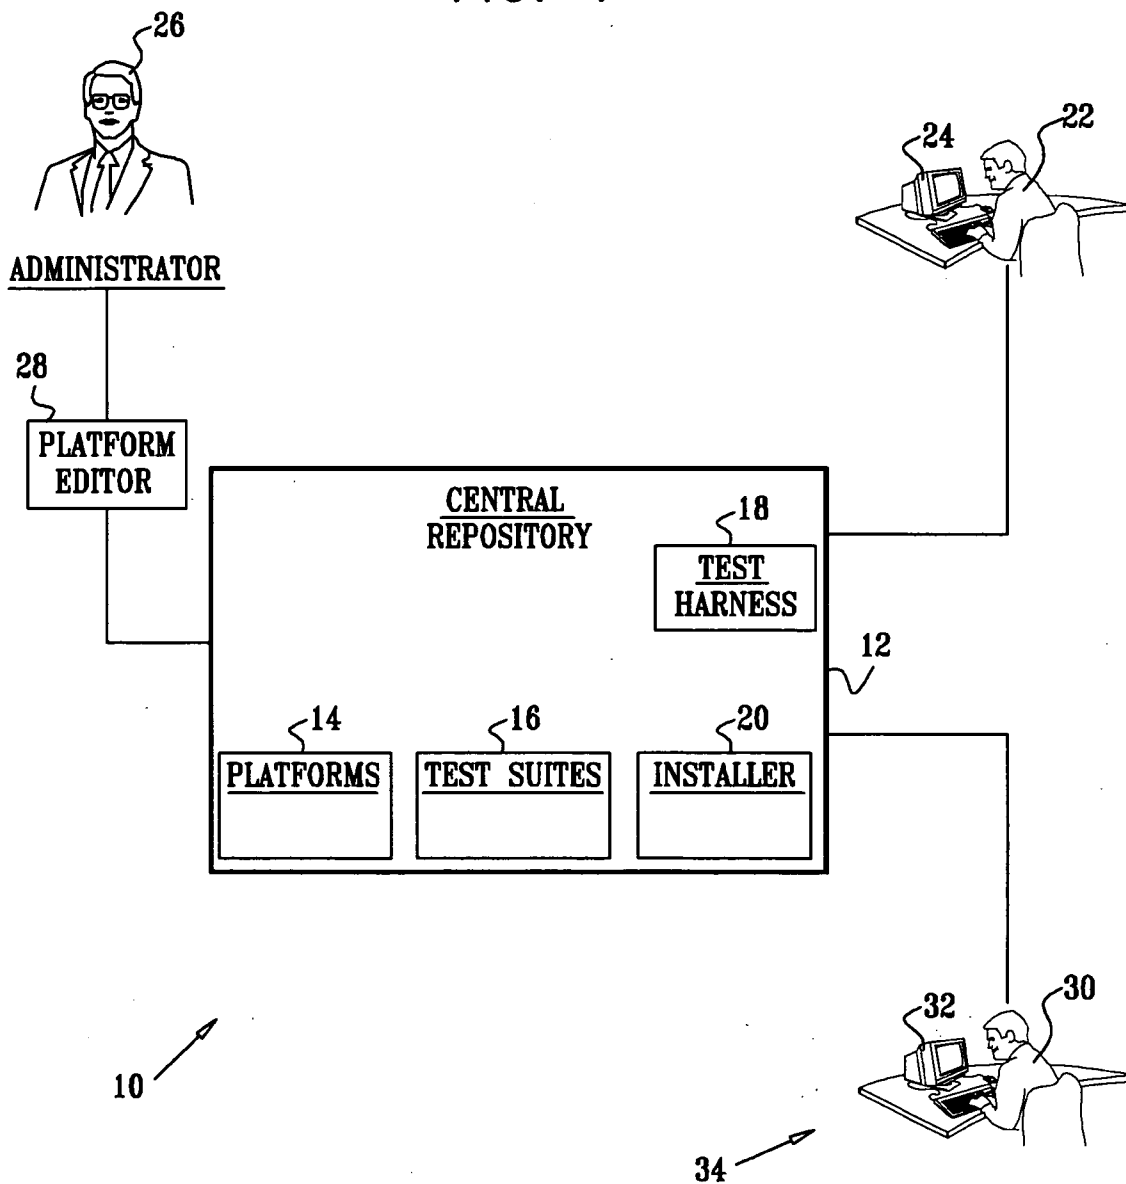 26
24
22
ADMINISTRATOR
28
PLATFORM
EDITOR
CENTRAL
REPOSITORY
18
TEST
HARNESS
12
14
16
20
PLATFORMS
TEST SUITES
INSTALLER
10
32
30
34